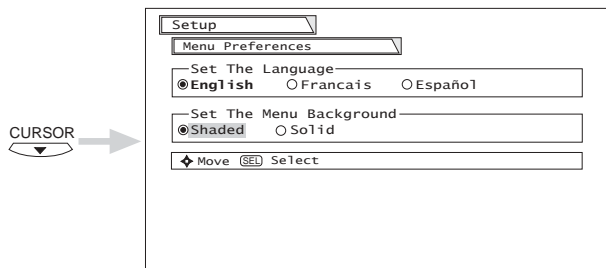 Setup
Menu Preferences
Set The Language
English Francais Español
Set The Menu Background
Shaded Solid
CURSOR
Move SEL Select